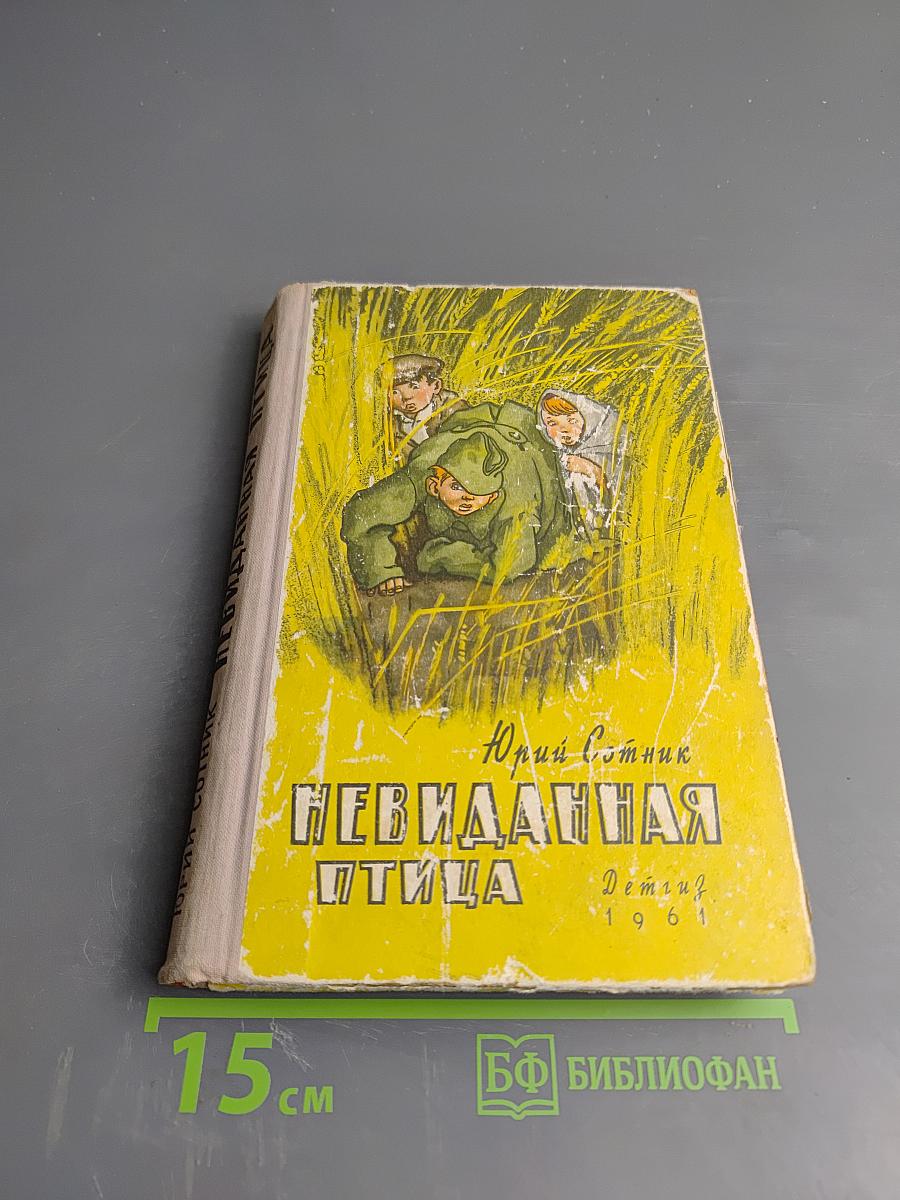 ЮРИЙ СОТНИК НЕВИДАННАЯ ПТИЦА
Юрий Сотник
НЕВИДАННАЯ
ПТИЦА
Детгиз
1961
15 см
БФ БИБЛИОФАН